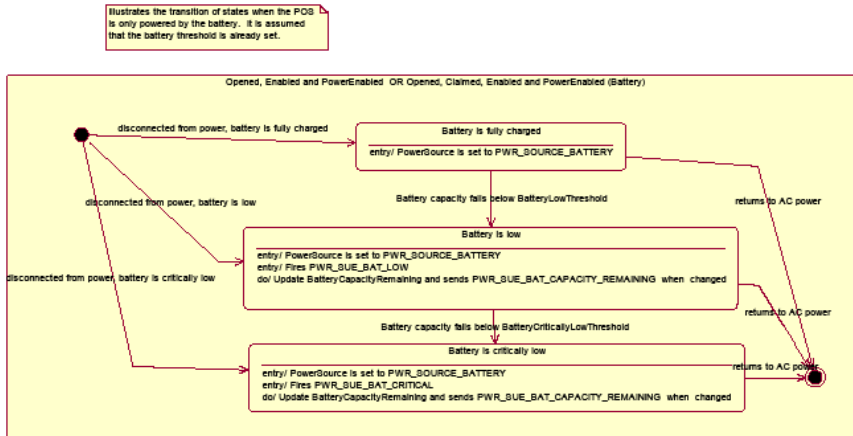 Illustrates the transition of states when the POS
is only powered by the battery. It is assumed
that the battery threshold is already set.
Opened, Enabled and PowerEnabled OR Opened, Claimed, Enabled and PowerEnabled (Battery)
disconnected from power, battery is fully charged
Battery is fully charged
entry/ PowerSource is set to PWR_SOURCE_BATTERY
disconnected from power, battery is low
Battery capacity falls below BatteryLowThreshold
returns to AC power
Battery is low
entry/ PowerSource is set to PWR_SOURCE_BATTERY
entry/ Fires PWR_SUE_BAT_LOW
do/ Update BatteryCapacityRemaining and sends PWR_SUE_BAT_CAPACITY_REMAINING when changed
disconnected from power, battery is critically low
returns to AC power
Battery capacity falls below BatteryCriticallyLowThreshold
Battery is critically low
entry/ PowerSource is set to PWR_SOURCE_BATTERY
entry/ Fires PWR_SUE_BAT_CRITICAL
do/ Update BatteryCapacityRemaining and sends PWR_SUE_BAT_CAPACITY_REMAINING when changed
returns to AC power